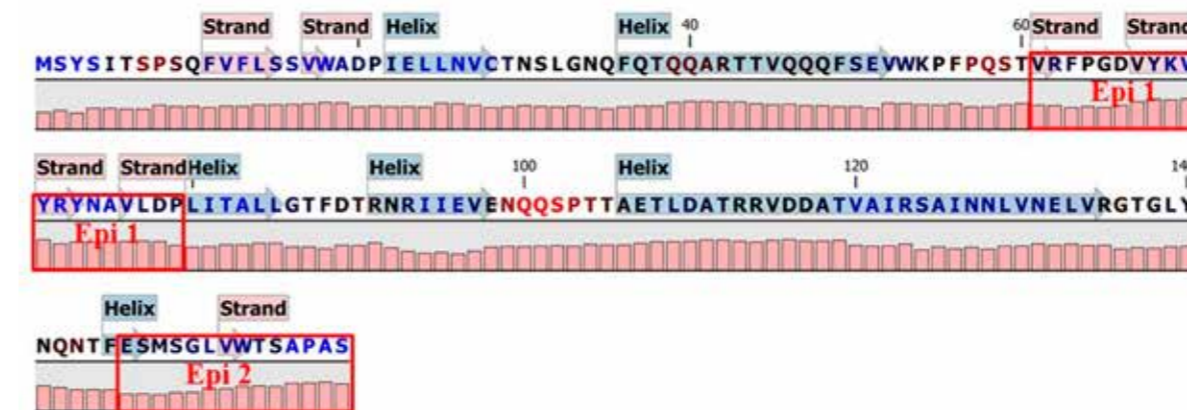 Strand Strand Helix Helix 40 60 Strand Strand
MSYSITSPSQFVFLSSVWADPIELLNVCTNSLGNQFQTQQARTTVQQQFSEVWKPFPQSTVRFPGDVYKV
Epi 1
Strand Strand Helix Helix 100 Helix 120 14
YRYNAVLDPLITALLGTFDTRNRIIEVENQQSPTTAETLDATRRVDDATVAIRSAINNLVNELVRGTGLY
Epi 1
Helix Strand
NQNTFESMSGLVWTSAPAS
Epi 2